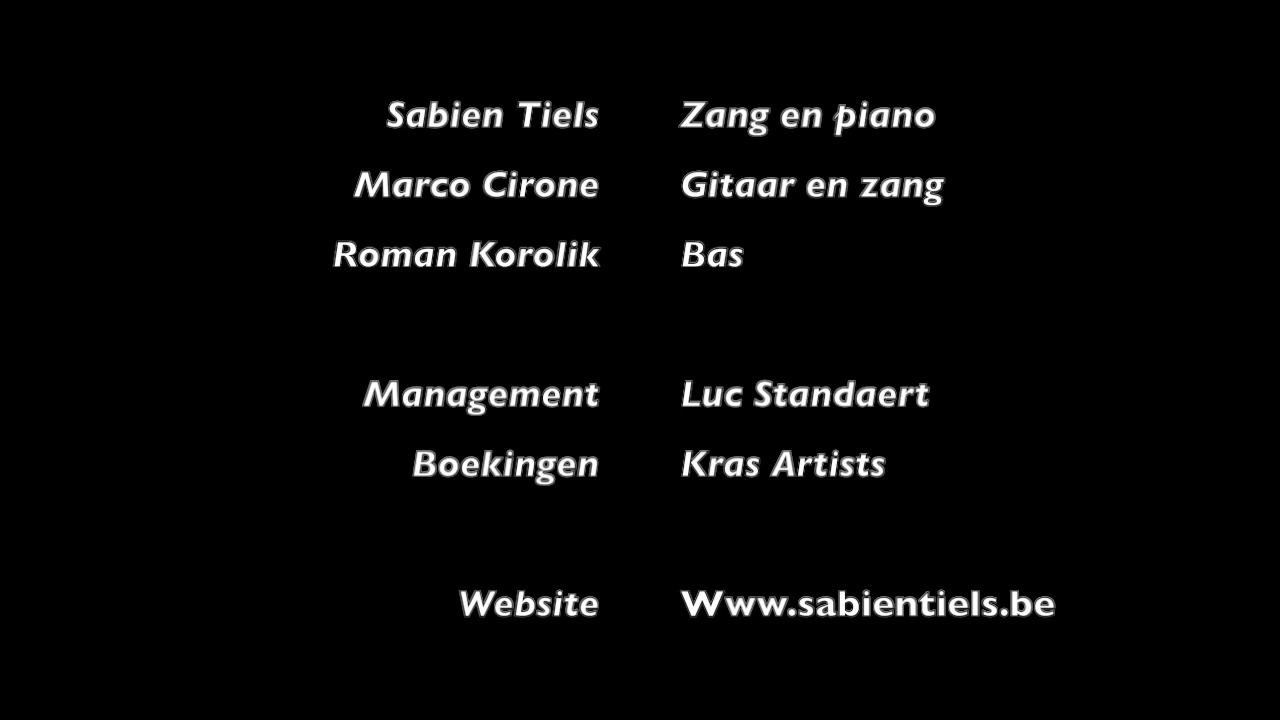 Sabien Tiels Zang en piano
Marco Cirone Gitaar en zang
Roman Korolik Bas
Management Luc Standaert
Boekingen Kras Artists
Website Www.sabientiels.be